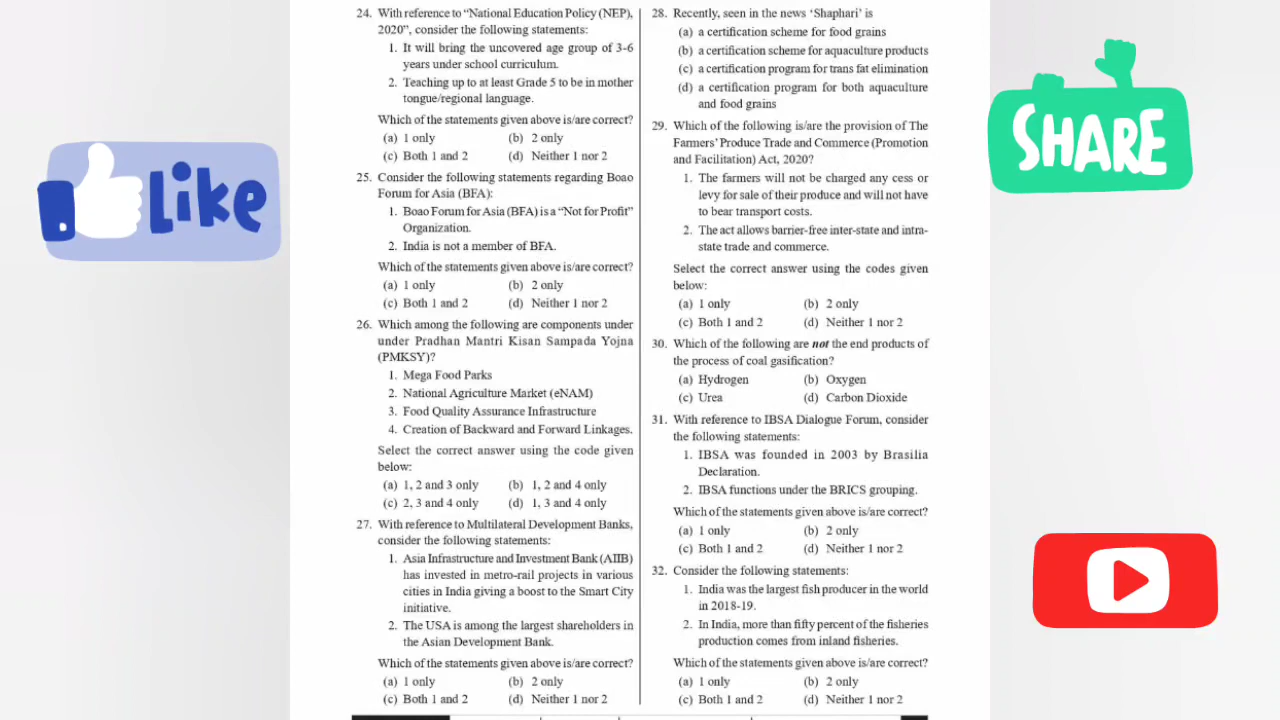 LIKE
24. With reference to "National Education Policy (NEP),
2020", consider the following statements:
1. It will bring the uncovered age group of 3-6
years under school curriculum.
2. Teaching up to at least Grade 5 to be in mother
tongue/regional language.
Which of the statements given above is/are correct?
(a) 1 only (b) 2 only
(c) Both 1 and 2 (d) Neither 1 nor 2
25. Consider the following statements regarding Boao
Forum for Asia (BFA):
1. Boao Forum for Asia (BFA) is a "Not for Profit"
Organization.
2. India is not a member of BFA.
Which of the statements given above is/are correct?
(a) 1 only (b) 2 only
(c) Both 1 and 2 (d) Neither 1 nor 2
26. Which among the following are components under
under Pradhan Mantri Kisan Sampada Yojna
(PMKSY)?
1. Mega Food Parks
2. National Agriculture Market (eNAM)
3. Food Quality Assurance Infrastructure
4. Creation of Backward and Forward Linkages.
Select the correct answer using the code given
below:
(a) 1, 2 and 3 only (b) 1, 2 and 4 only
(c) 2, 3 and 4 only (d) 1, 3 and 4 only
27. With reference to Multilateral Development Banks,
consider the following statements:
1. Asia Infrastructure and Investment Bank (AIIB)
has invested in metro-rail projects in various
cities in India giving a boost to the Smart City
initiative.
2. The USA is among the largest shareholders in
the Asian Development Bank.
Which of the statements given above is/are correct?
(a) 1 only (b) 2 only
(c) Both 1 and 2 (d) Neither 1 nor 2
28. Recently, seen in the news 'Shaphari' is
(a) a certification scheme for food grains
(b) a certification scheme for aquaculture products
(c) a certification program for trans fat elimination
(d) a certification program for both aquaculture
and food grains
29. Which of the following is/are the provision of The
Farmers' Produce Trade and Commerce (Promotion
and Facilitation) Act, 2020?
1. The farmers will not be charged any cess or
levy for sale of their produce and will not have
to bear transport costs.
2. The act allows barrier-free inter-state and intra-
state trade and commerce.
Select the correct answer using the codes given
below:
(a) 1 only (b) 2 only
(c) Both 1 and 2 (d) Neither 1 nor 2
30. Which of the following are not the end products of
the process of coal gasification?
(a) Hydrogen (b) Oxygen
(c) Urea (d) Carbon Dioxide
31. With reference to IBSA Dialogue Forum, consider
the following statements:
1. IBSA was founded in 2003 by Brasilia
Declaration.
2. IBSA functions under the BRICS grouping.
Which of the statements given above is/are correct?
(a) 1 only (b) 2 only
(c) Both 1 and 2 (d) Neither 1 nor 2
32. Consider the following statements:
1. India was the largest fish producer in the world
in 2018-19.
2. In India, more than fifty percent of the fisheries
production comes from inland fisheries.
Which of the statements given above is/are correct?
(a) 1 only (b) 2 only
(c) Both 1 and 2 (d) Neither 1 nor 2
SHARE